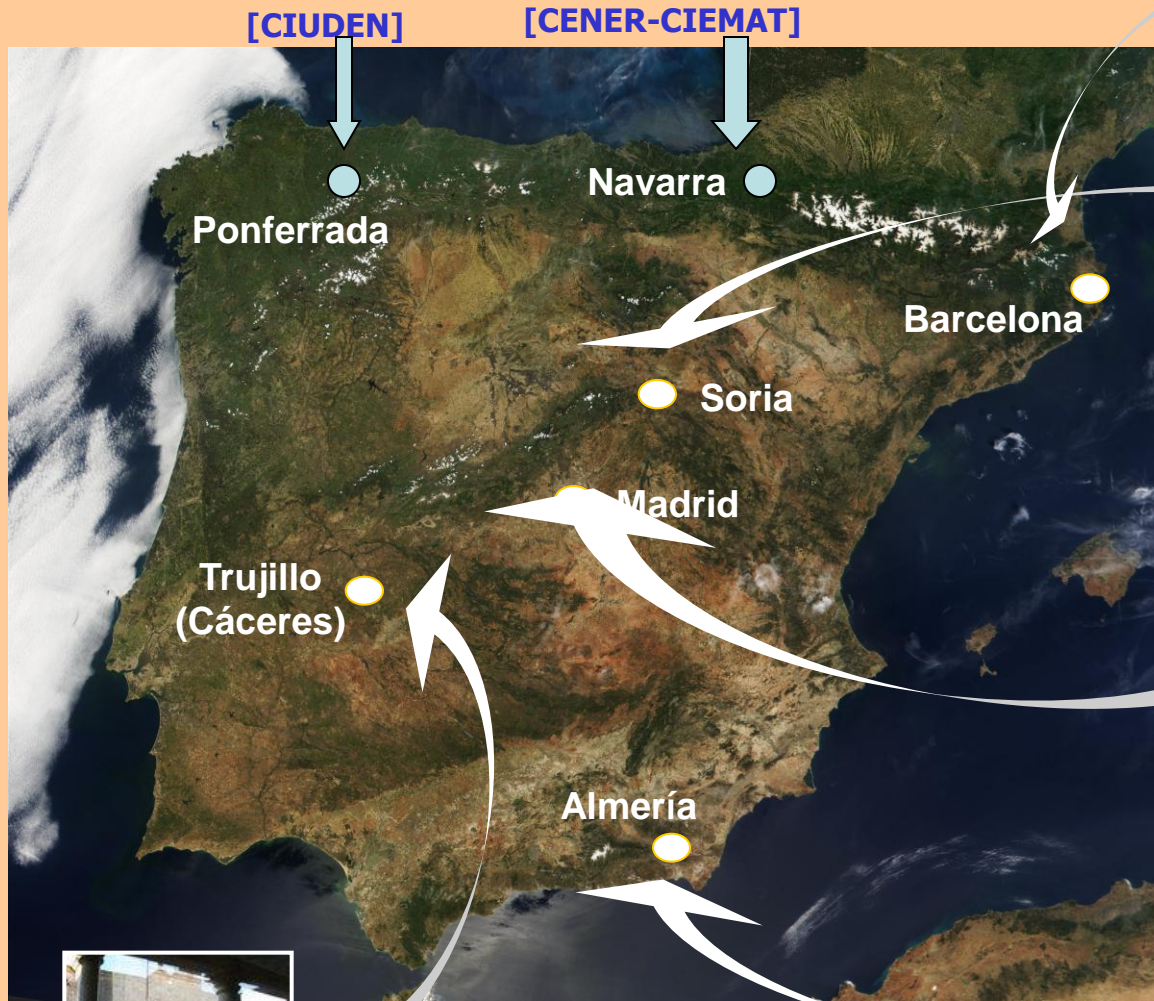 [CIUDEN]
[CENER-CIEMAT]
Navarra
Ponferrada
Barcelona
Soria
Madrid
Trujillo
(Cáceres)
Almería